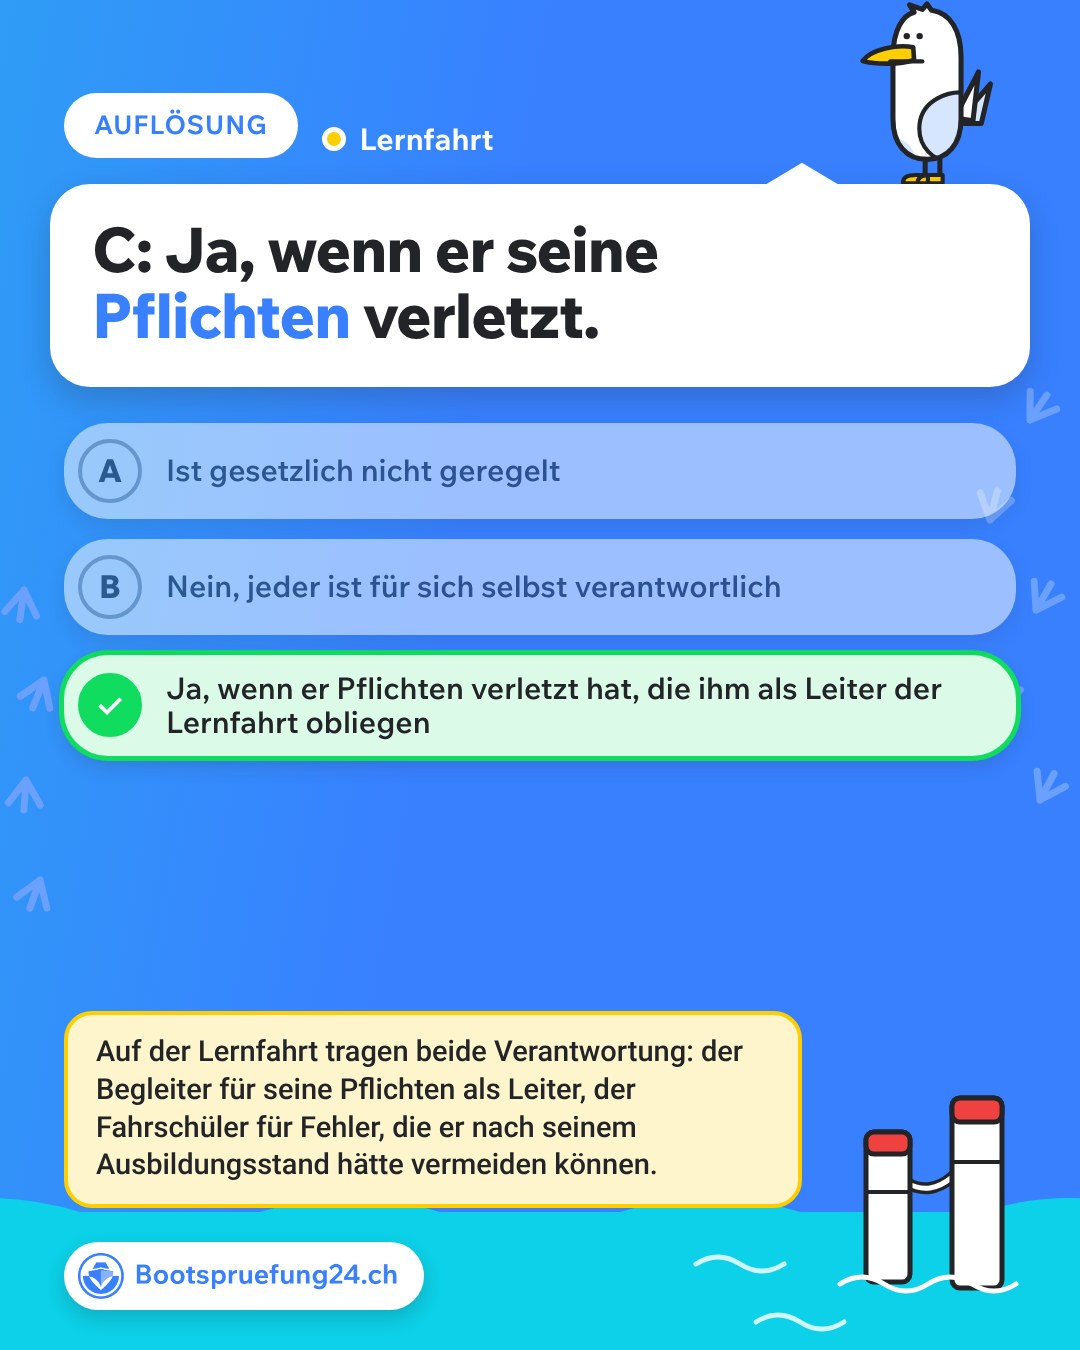 AUFLÖSUNG
Lernfahrt
C: Ja, wenn er seine
Pflichten verletzt.
A Ist gesetzlich nicht geregelt
B Nein, jeder ist für sich selbst verantwortlich
Ja, wenn er Pflichten verletzt hat, die ihm als Leiter der
Lernfahrt obliegen
Auf der Lernfahrt tragen beide Verantwortung: der
Begleiter für seine Pflichten als Leiter, der
Fahrschüler für Fehler, die er nach seinem
Ausbildungsstand hätte vermeiden können.
Bootspruefung24.ch